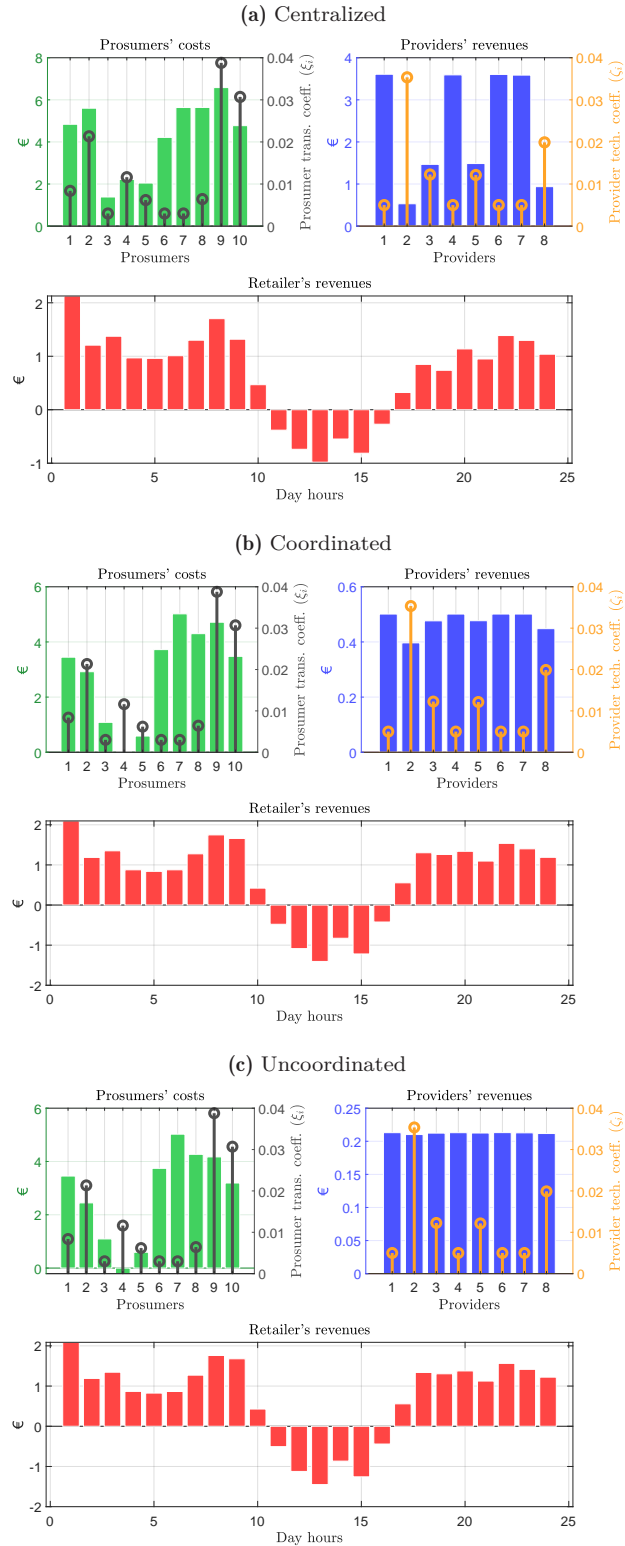 (a) Centralized
Prosumers' costs
8
6
4
2
0
€
0.04
0.03
0.02
0.01
0
Prosumer trans. coeff. (ξi)
1 2 3 4 5 6 7 8 9 10
Prosumers
Providers' revenues
4
3
2
1
0
€
0.04
0.03
0.02
0.01
0
Provider tech. coeff. (ζi)
1 2 3 4 5 6 7 8
Providers
Retailer's revenues
2
1
0
-1
€
0 5 10 15 20 25
Day hours
(b) Coordinated
Prosumers' costs
6
4
2
0
€
0.04
0.03
0.02
0.01
0
Prosumer trans. coeff. (ξi)
1 2 3 4 5 6 7 8 9 10
Prosumers
Providers' revenues
0.6
0.4
0.2
0
€
0.04
0.03
0.02
0.01
0
Provider tech. coeff. (ζi)
1 2 3 4 5 6 7 8
Providers
Retailer's revenues
2
1
0
-1
-2
€
0 5 10 15 20 25
Day hours
(c) Uncoordinated
Prosumers' costs
6
4
2
0
€
0.04
0.03
0.02
0.01
0
Prosumer trans. coeff. (ξi)
1 2 3 4 5 6 7 8 9 10
Prosumers
Providers' revenues
0.25
0.2
0.15
0.1
0.05
0
€
0.04
0.03
0.02
0.01
0
Provider tech. coeff. (ζi)
1 2 3 4 5 6 7 8
Providers
Retailer's revenues
2
1
0
-1
-2
€
0 5 10 15 20 25
Day hours